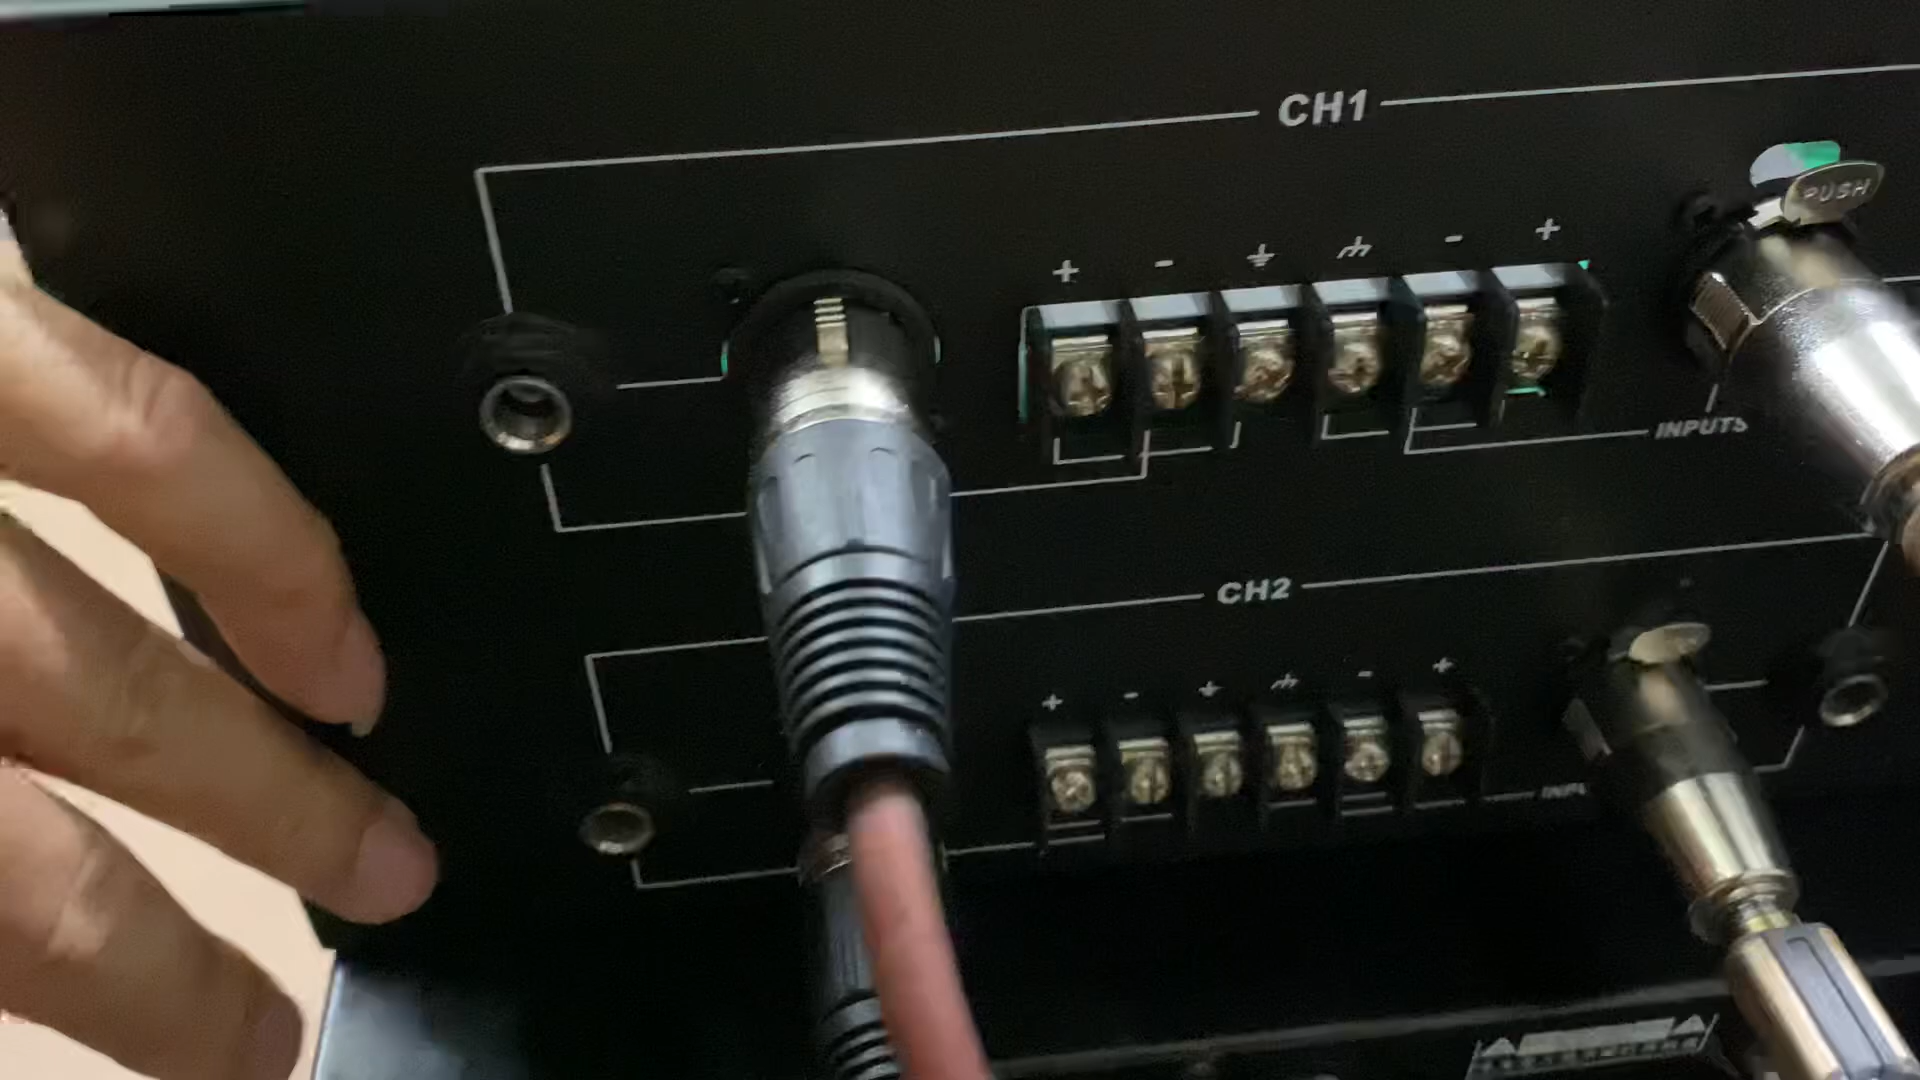 CH1
PUSH
+ - ⏚ - +
INPUTS
CH2
+ - ⏚ - +